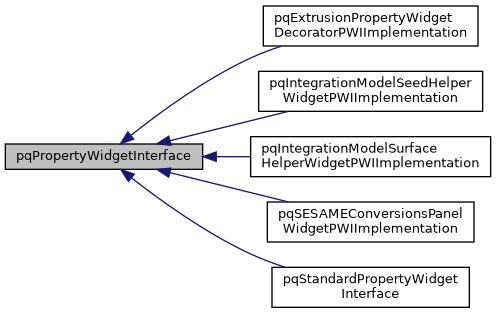 pqExtrusionPropertyWidget
DecoratorPWIImplementation
pqIntegrationModelSeedHelper
WidgetPWIImplementation
pqPropertyWidgetInterface
pqIntegrationModelSurface
HelperWidgetPWIImplementation
pqSESAMEConversionsPanel
WidgetPWIImplementation
pqStandardPropertyWidget
Interface